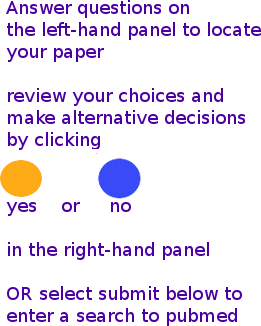 Answer questions on
the left-hand panel to locate
your paper
review your choices and
make alternative decisions
by clicking
yes or no
in the right-hand panel
OR select submit below to
enter a search to pubmed